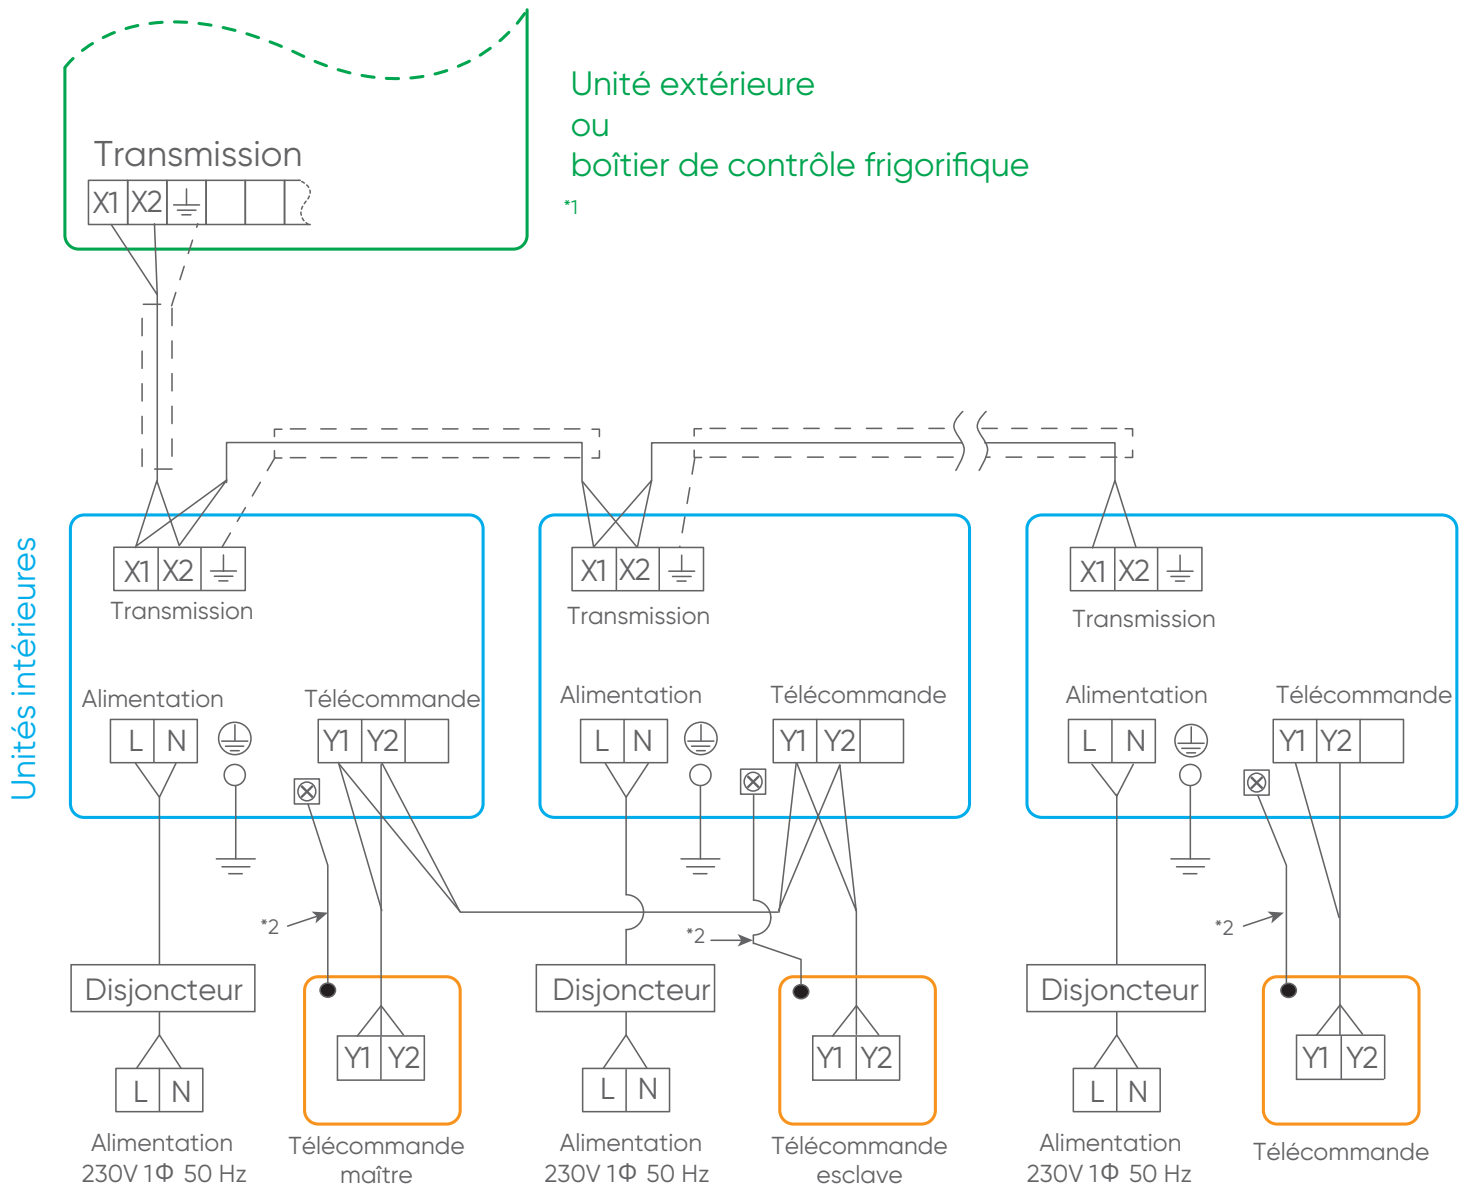 Unité extérieure
ou
boîtier de contrôle frigorifique
*1
Transmission
X1 X2
Unités intérieures
X1 X2
Transmission
X1 X2
Transmission
X1 X2
Transmission
Alimentation
Télécommande
L N
Y1 Y2
Alimentation
Télécommande
L N
Y1 Y2
Alimentation
Télécommande
L N
Y1 Y2
*2
*2
*2
Disjoncteur
Disjoncteur
Disjoncteur
Y1 Y2
Y1 Y2
Y1 Y2
L N
L N
L N
Alimentation
230V 1Φ 50 Hz
Télécommande
maître
Alimentation
230V 1Φ 50 Hz
Télécommande
esclave
Alimentation
230V 1Φ 50 Hz
Télécommande